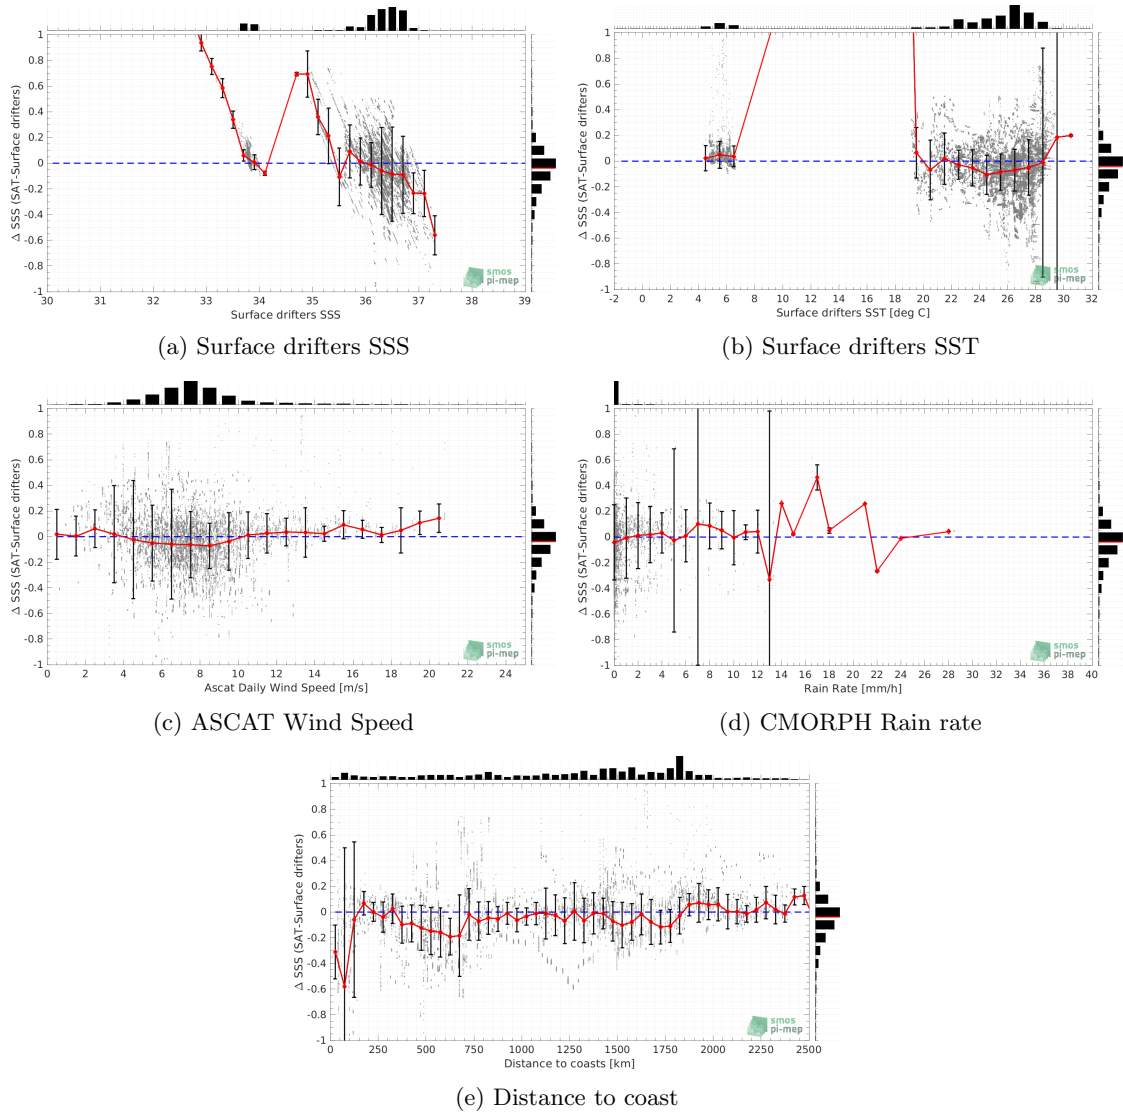 Δ SSS (SAT-Surface drifters)
1
0.8
0.6
0.4
0.2
0
-0.2
-0.4
-0.6
-0.8
-1
30 31 32 33 34 35 36 37 38 39
Surface drifters SSS
smos
pi-mep
(a) Surface drifters SSS
Δ SSS (SAT-Surface drifters)
1
0.8
0.6
0.4
0.2
0
-0.2
-0.4
-0.6
-0.8
-1
-2 0 2 4 6 8 10 12 14 16 18 20 22 24 26 28 30 32
Surface drifters SST [deg C]
smos
pi-mep
(b) Surface drifters SST
Δ SSS (SAT-Surface drifters)
1
0.8
0.6
0.4
0.2
0
-0.2
-0.4
-0.6
-0.8
-1
0 2 4 6 8 10 12 14 16 18 20 22 24
Ascat Daily Wind Speed [m/s]
smos
pi-mep
(c) ASCAT Wind Speed
Δ SSS (SAT-Surface drifters)
1
0.8
0.6
0.4
0.2
0
-0.2
-0.4
-0.6
-0.8
-1
0 2 4 6 8 10 12 14 16 18 20 22 24 26 28 30 32 34 36 38 40
Rain Rate [mm/h]
smos
pi-mep
(d) CMORPH Rain rate
Δ SSS (SAT-Surface drifters)
1
0.8
0.6
0.4
0.2
0
-0.2
-0.4
-0.6
-0.8
-1
0 250 500 750 1000 1250 1500 1750 2000 2250 2500
Distance to coasts [km]
smos
pi-mep
(e) Distance to coast